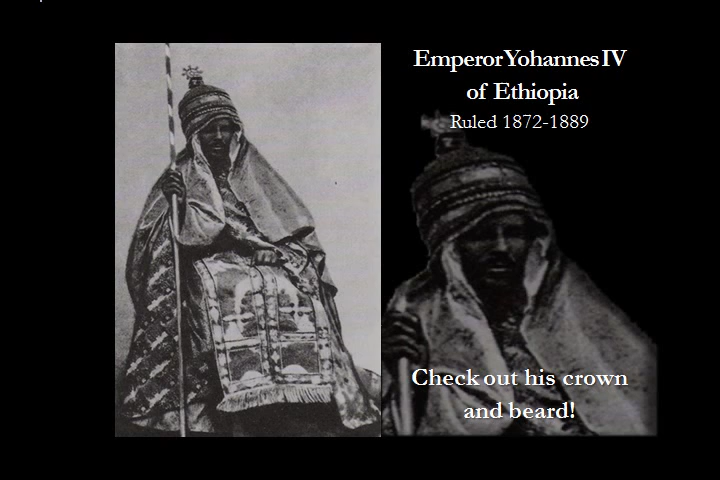 Emperor Yohannes IV
of Ethiopia
Ruled 1872-1889
Check out his crown
and beard!